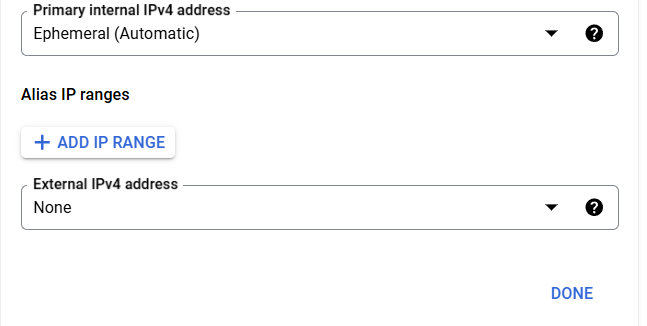 Primary internal IPv4 address
Ephemeral (Automatic)
Alias IP ranges
+ ADD IP RANGE
External IPv4 address
None
DONE